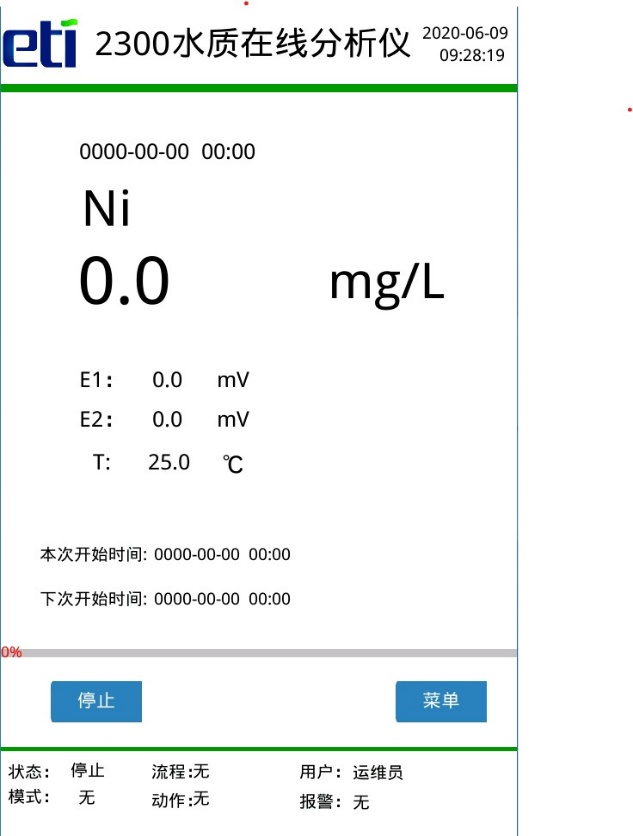 eti 2300水质在线分析仪 2020-06-09
09:28:19
0000-00-00 00:00
Ni
0.0 mg/L
E1: 0.0 mV
E2: 0.0 mV
T: 25.0 ℃
本次开始时间: 0000-00-00 00:00
下次开始时间: 0000-00-00 00:00
0%
停止 菜单
状态: 停止 流程:无 用户: 运维员
模式: 无 动作:无 报警: 无